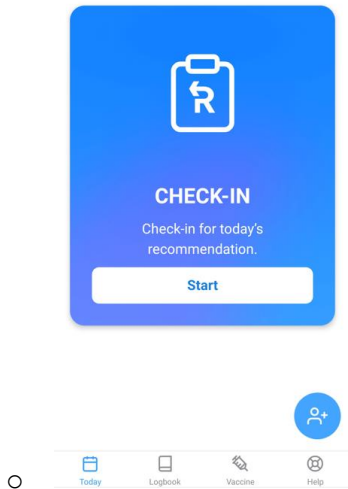 CHECK-IN
Check-in for today's
recommendation.
Start
Today
Logbook
Vaccine
Help